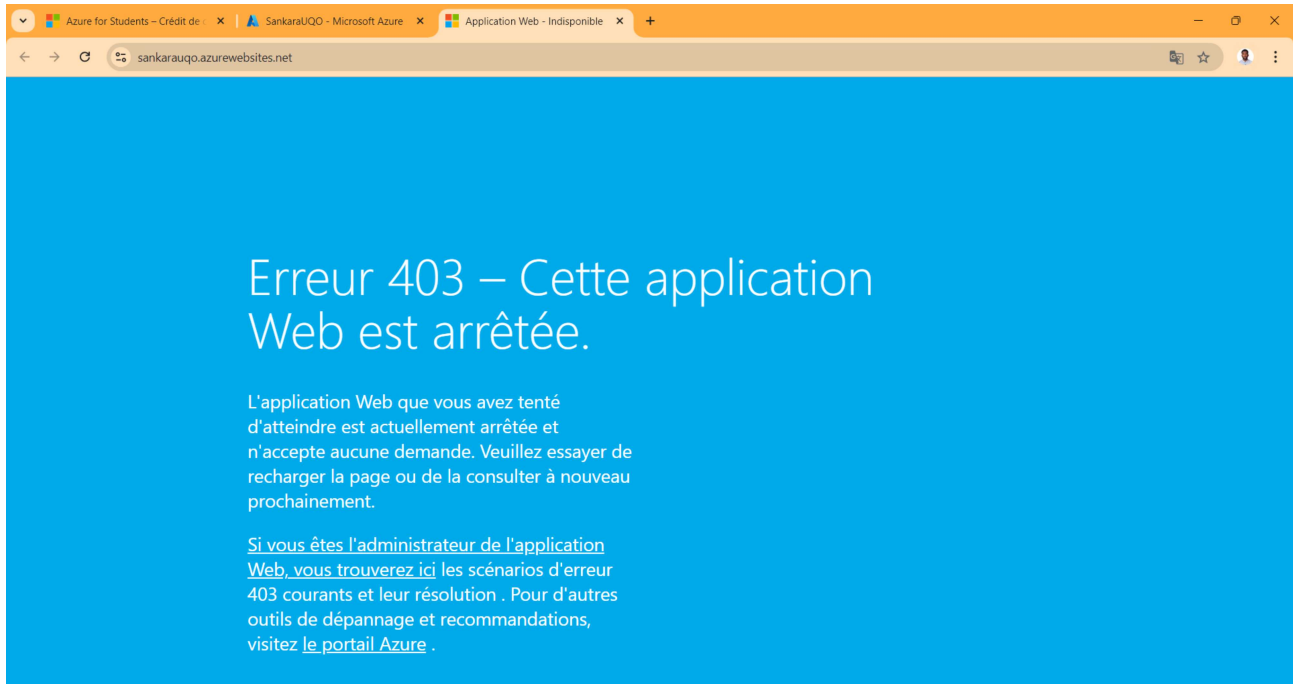 Azure for Students – Crédit de
SankaraUQO - Microsoft Azure
Application Web - Indisponible
sankarauqo.azurewebsites.net
Erreur 403 – Cette application
Web est arrêtée.
L'application Web que vous avez tenté
d'atteindre est actuellement arrêtée et
n'accepte aucune demande. Veuillez essayer de
recharger la page ou de la consulter à nouveau
prochainement.
Si vous êtes l'administrateur de l'application
Web, vous trouverez ici les scénarios d'erreur
403 courants et leur résolution . Pour d'autres
outils de dépannage et recommandations,
visitez le portail Azure .